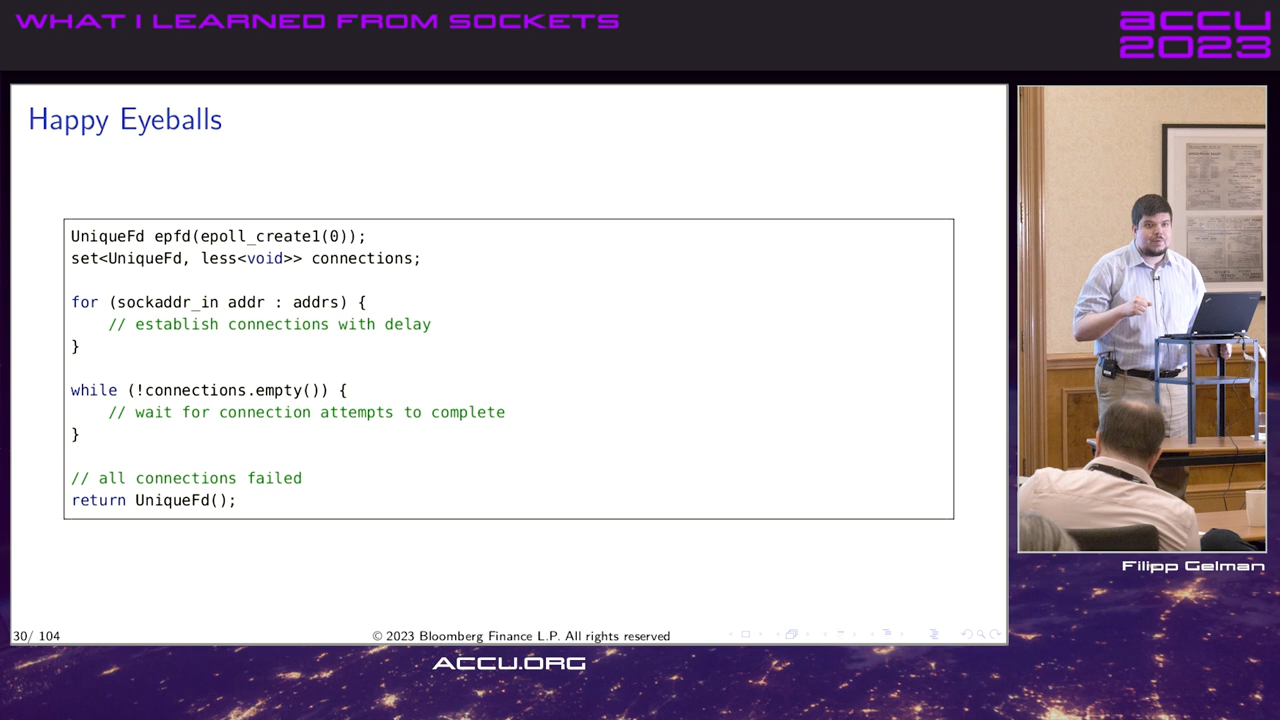 WHAT I LEARNED FROM SOCKETS
ACCU
2023
Happy Eyeballs
UniqueFd epfd(epoll_create1(0));
set<UniqueFd, less<void>> connections;
for (sockaddr_in addr : addrs) {
// establish connections with delay
}
while (!connections.empty()) {
// wait for connection attempts to complete
}
// all connections failed
return UniqueFd();
Filipp Gelman
30/ 104
© 2023 Bloomberg Finance L.P. All rights reserved
ACCU.ORG